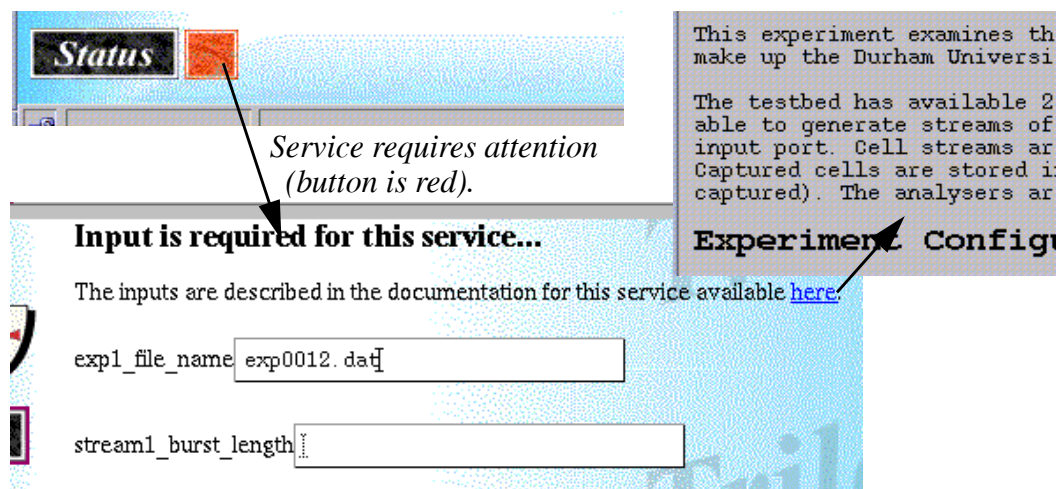 Status
Service requires attention
(button is red).
This experiment examines th
make up the Durham Universi
The testbed has available 2
able to generate streams of
input port. Cell streams ar
Captured cells are stored i
captured). The analysers ar
Experiment Config
Input is required for this service...
The inputs are described in the documentation for this service available here.
exp1_file_name exp0012.dat
stream1_burst_length